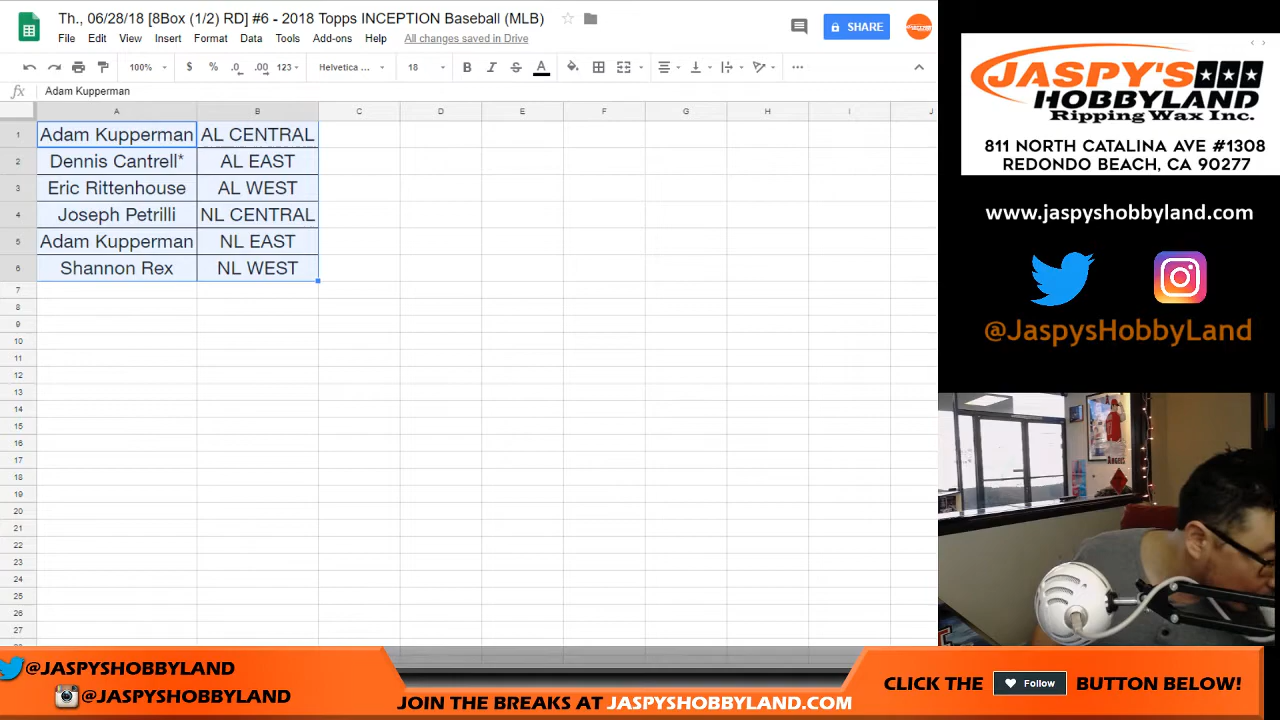 Th., 06/28/18 [8Box (1/2) RD] #6 - 2018 Topps INCEPTION Baseball (MLB)
File Edit View Insert Format Data Tools Add-ons Help All changes saved in Drive
SHARE
100% $ % .0 .00 123 Helvetica ... 18 B I S A
fx Adam Kupperman
A B C D E F G H I J
1 Adam Kupperman AL CENTRAL
2 Dennis Cantrell* AL EAST
3 Eric Rittenhouse AL WEST
4 Joseph Petrilli NL CENTRAL
5 Adam Kupperman NL EAST
6 Shannon Rex NL WEST
7
8
9
10
11
12
13
14
15
16
17
18
19
20
21
22
23
24
25
26
27
JASPY'S
HOBBYLAND
Ripping Wax Inc.
811 NORTH CATALINA AVE #1308
REDONDO BEACH, CA 90277
www.jaspyshobbyland.com
@JaspysHobbyLand
ANGELS
@JASPYSHOBBYLAND
@JASPYSHOBBYLAND
JOIN THE BREAKS AT JASPYSHOBBYLAND.COM
CLICK THE Follow BUTTON BELOW!